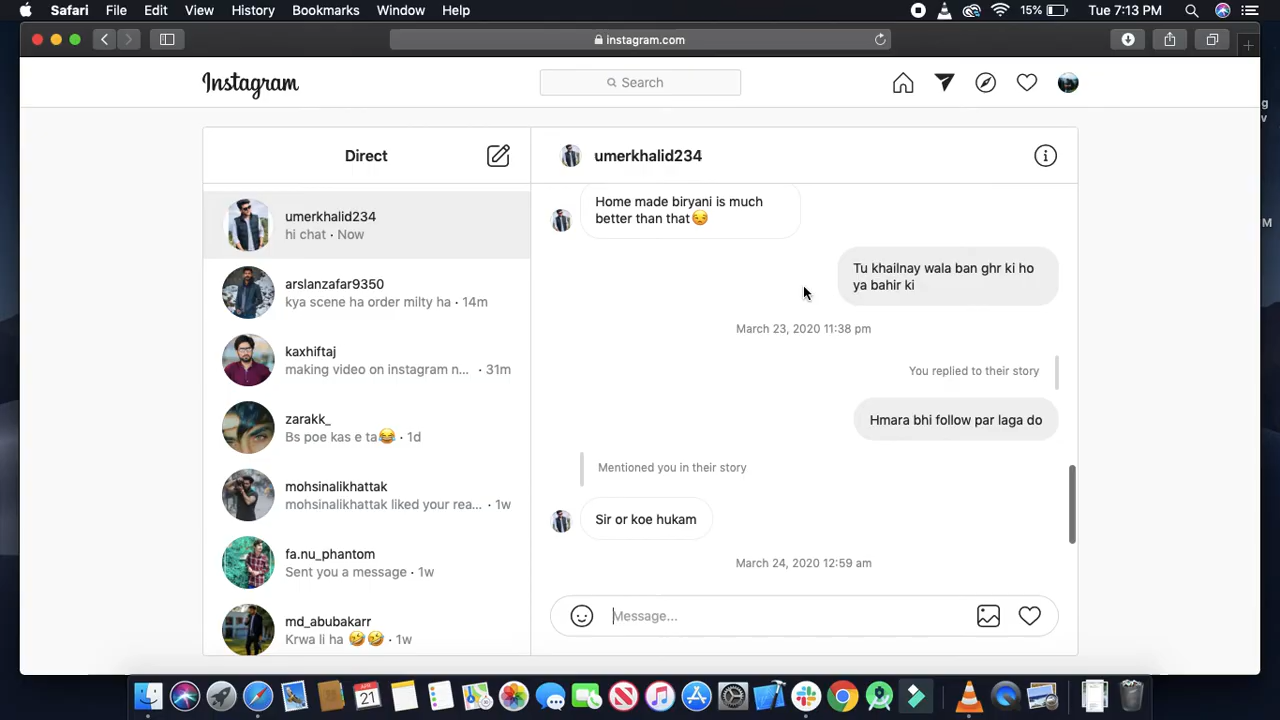 Safari File Edit View History Bookmarks Window Help 15% Tue 7:13 PM
instagram.com
Instagram
Search
Direct
umerkhalid234
umerkhalid234
hi chat · Now
arslanzafar9350
kya scene ha order milty ha · 14m
kaxhiftaj
making video on instagram n... · 31m
zarakk_
Bs poe kas e ta😂 · 1d
mohsinalikhattak
mohsinalikhattak liked your rea... · 1w
fa.nu_phantom
Sent you a message · 1w
md_abubakarr
Krwa li ha 🤣🤣 · 1w
Home made biryani is much
better than that😏
Tu khailnay wala ban ghr ki ho
ya bahir ki
March 23, 2020 11:38 pm
You replied to their story
Hmara bhi follow par laga do
Mentioned you in their story
Sir or koe hukam
March 24, 2020 12:59 am
Message...
g
v
M
APR
21